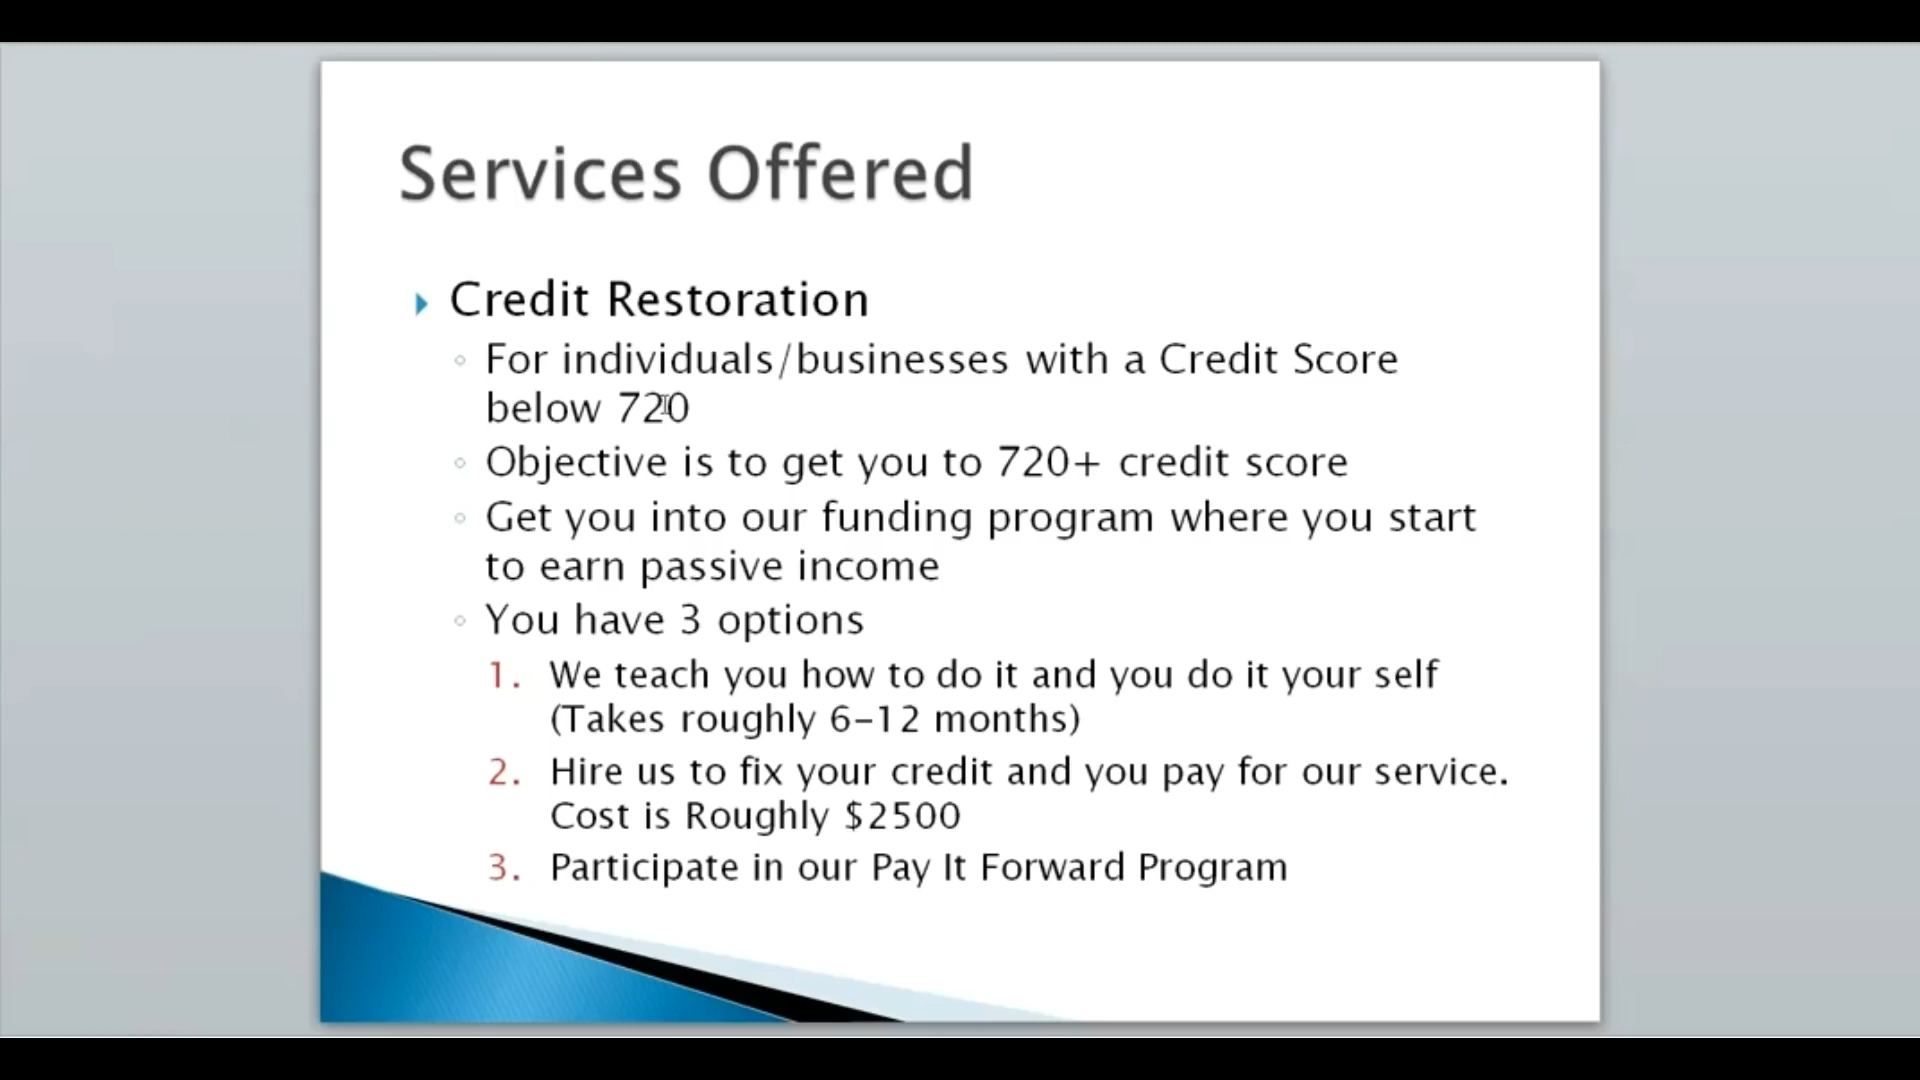 Services Offered
Credit Restoration
For individuals/businesses with a Credit Score
below 720
Objective is to get you to 720+ credit score
Get you into our funding program where you start
to earn passive income
You have 3 options
1. We teach you how to do it and you do it your self
(Takes roughly 6-12 months)
2. Hire us to fix your credit and you pay for our service.
Cost is Roughly $2500
3. Participate in our Pay It Forward Program